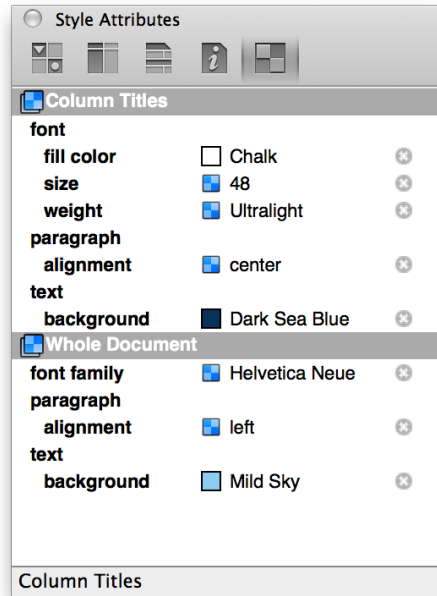 Style Attributes
Column Titles
font
fill color Chalk
size 48
weight Ultralight
paragraph
alignment center
text
background Dark Sea Blue
Whole Document
font family Helvetica Neue
paragraph
alignment left
text
background Mild Sky
Column Titles